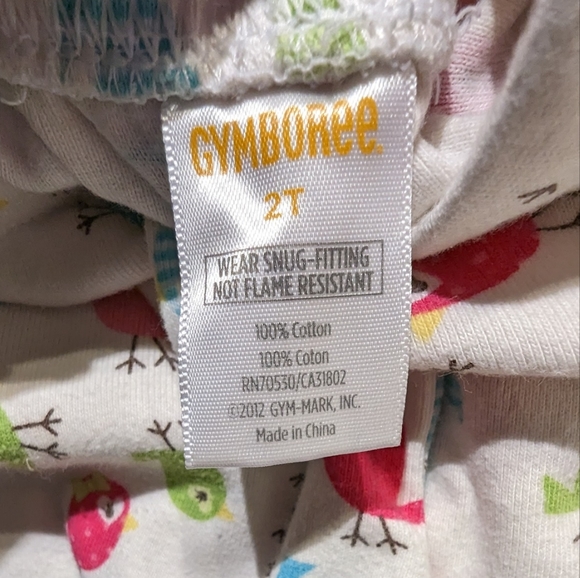 GYMBOREE
2T
WEAR SNUG-FITTING
NOT FLAME RESISTANT
100% Cotton
100% Coton
RN70550/CA31802
©2012 GYM-MARK, INC.
Made in China